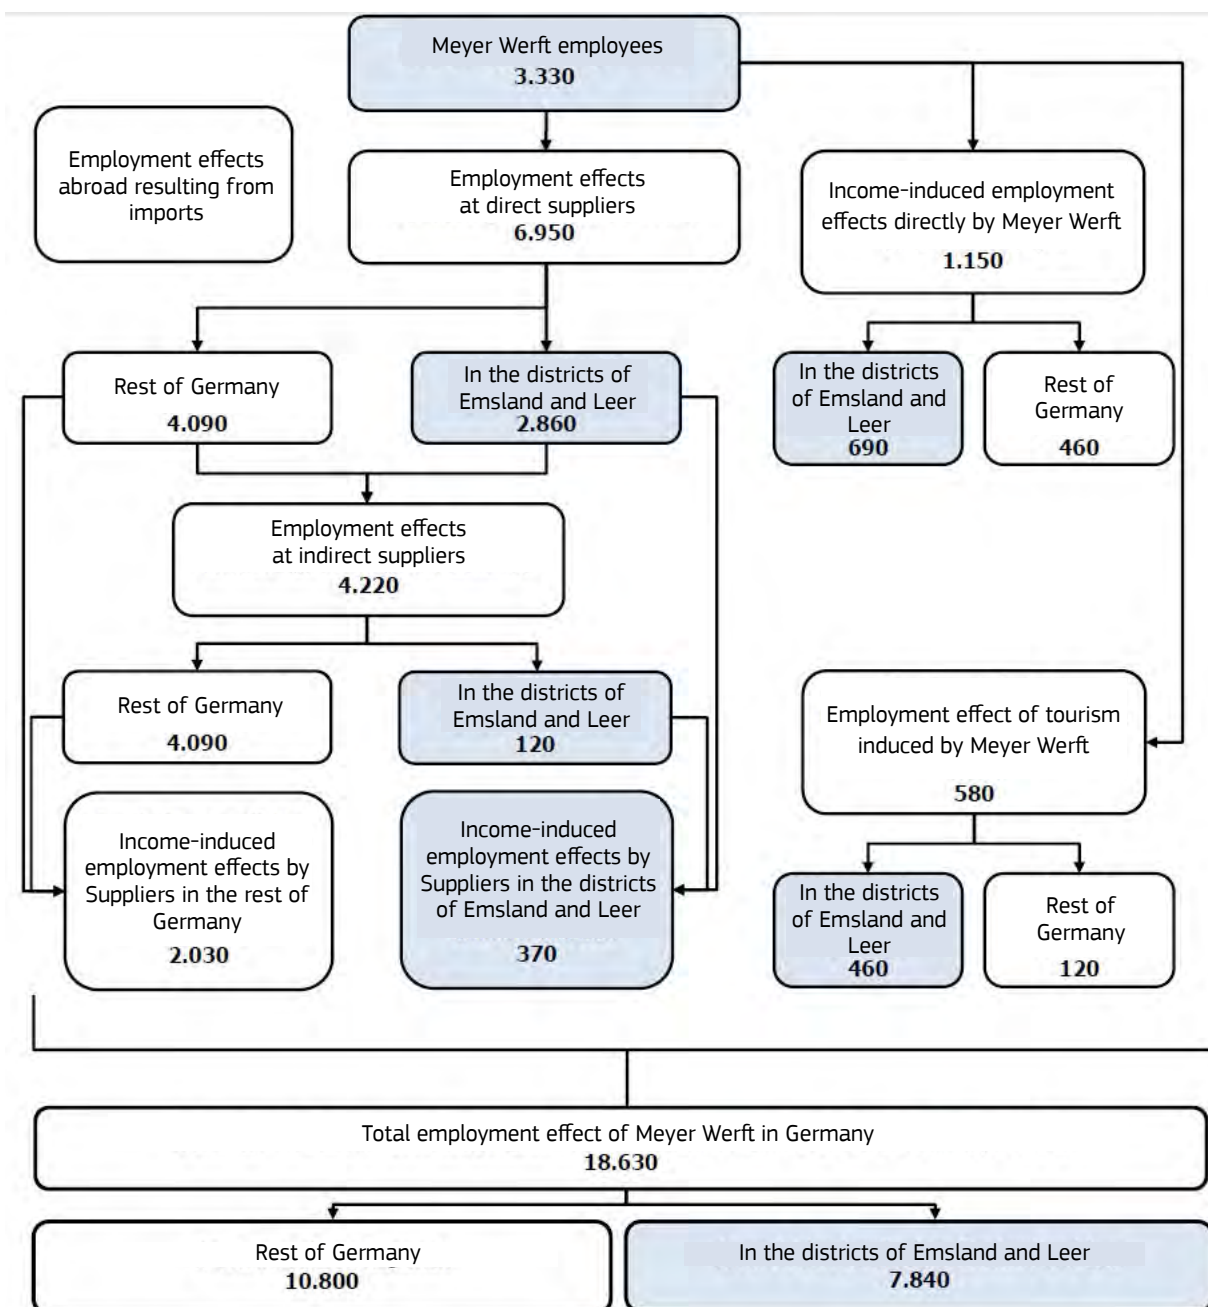 Meyer Werft employees
3.330
Employment effects
abroad resulting from
imports
Employment effects
at direct suppliers
6.950
Income-induced employment
effects directly by Meyer Werft
1.150
Rest of Germany
4.090
In the districts of
Emsland and Leer
2.860
In the districts
of Emsland and
Leer
690
Rest of
Germany
460
Employment effects
at indirect suppliers
4.220
Rest of Germany
4.090
In the districts of
Emsland and Leer
120
Employment effect of tourism
induced by Meyer Werft
580
Income-induced
employment effects by
Suppliers in the rest of
Germany
2.030
Income-induced
employment effects by
Suppliers in the districts
of Emsland and Leer
370
In the districts
of Emsland and
Leer
460
Rest of
Germany
120
Total employment effect of Meyer Werft in Germany
18.630
Rest of Germany
10.800
In the districts of Emsland and Leer
7.840